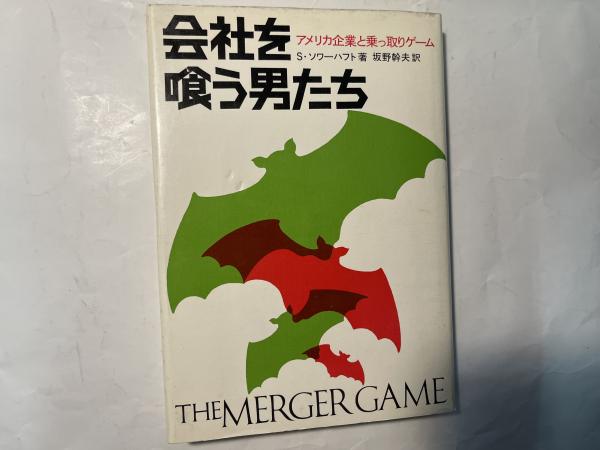 会社を
喰う男たち
アメリカ企業と乗っ取りゲーム
S・ソワーハフト著 坂野幹夫訳
THE MERGER GAME